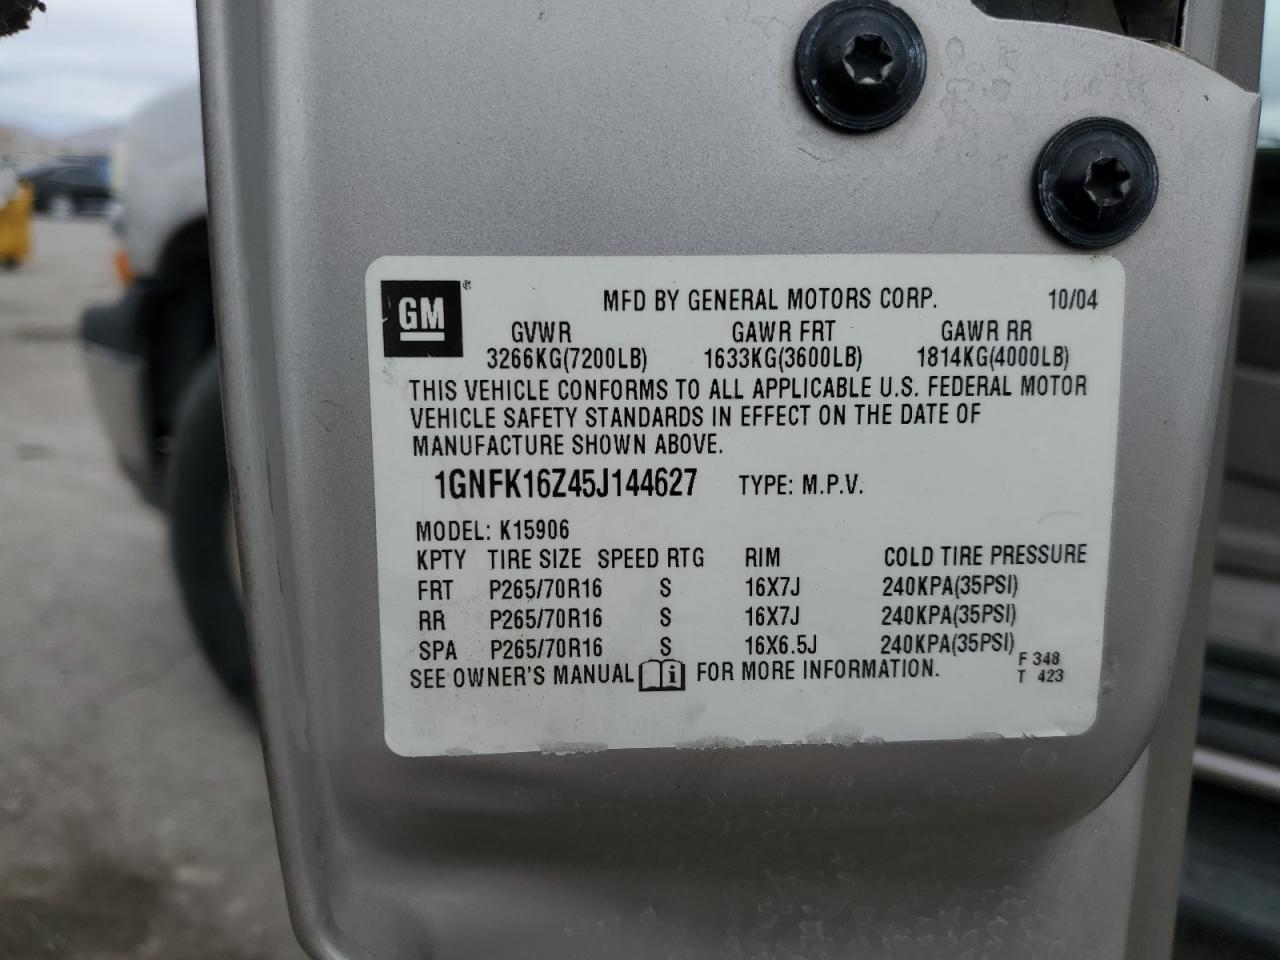 GM® MFD BY GENERAL MOTORS CORP. 10/04
GVWR GAWR FRT GAWR RR
3266KG(7200LB) 1633KG(3600LB) 1814KG(4000LB)
THIS VEHICLE CONFORMS TO ALL APPLICABLE U.S. FEDERAL MOTOR
VEHICLE SAFETY STANDARDS IN EFFECT ON THE DATE OF
MANUFACTURE SHOWN ABOVE.
1GNFK16Z45J144627 TYPE: M.P.V.
MODEL: K15906
KPTY TIRE SIZE SPEED RTG RIM COLD TIRE PRESSURE
FRT P265/70R16 S 16X7J 240KPA(35PSI)
RR P265/70R16 S 16X7J 240KPA(35PSI)
SPA P265/70R16 S 16X6.5J 240KPA(35PSI)
SEE OWNER'S MANUAL i FOR MORE INFORMATION.
F 348
T 423